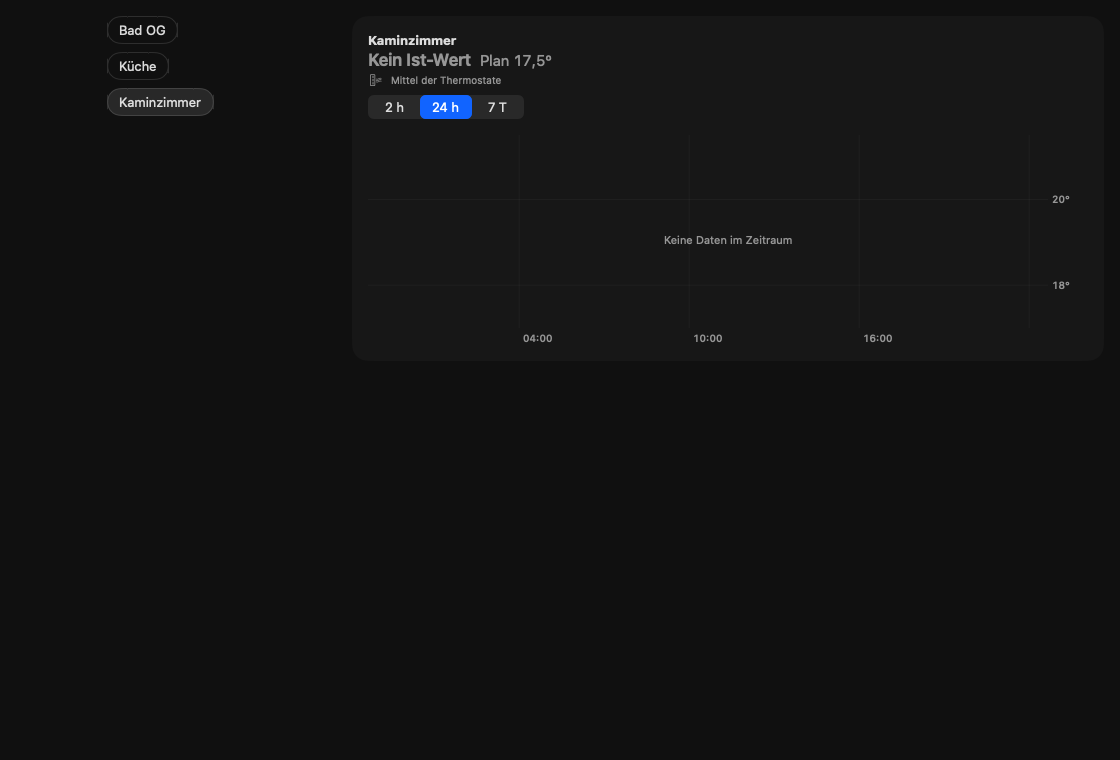 Bad OG
Küche
Kaminzimmer
Kaminzimmer
Kein Ist-Wert Plan 17,5°
Mittel der Thermostate
2 h 24 h 7 T
20°
Keine Daten im Zeitraum
18°
04:00 10:00 16:00